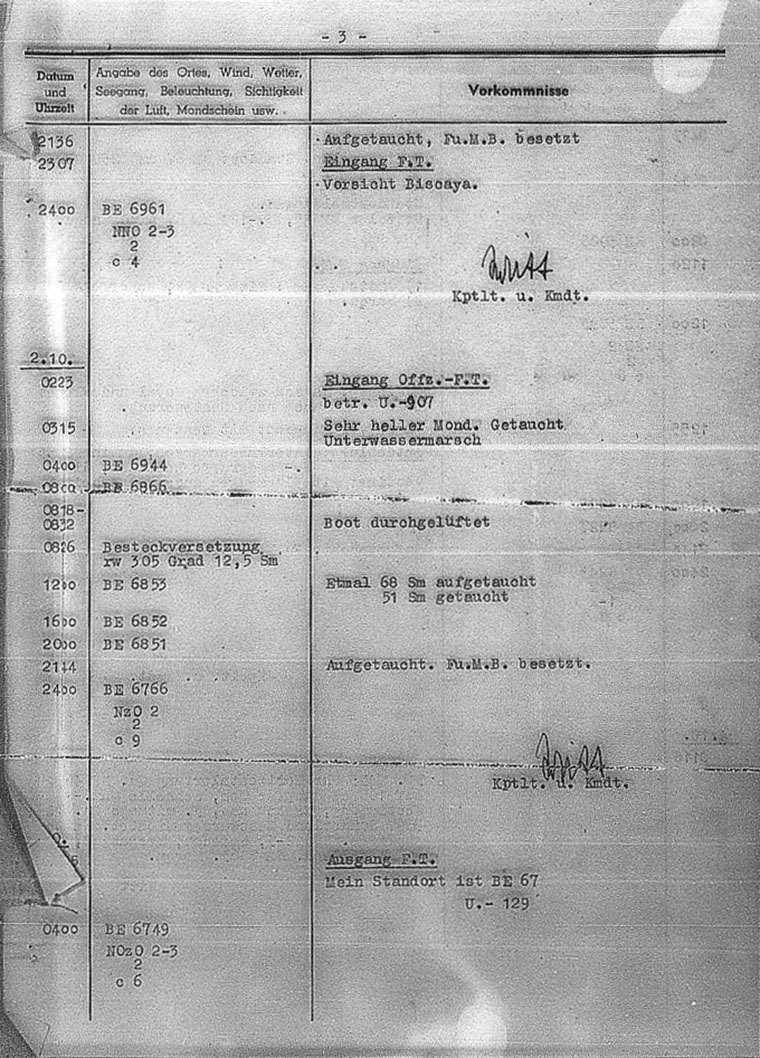 - 3 -
Datum und Uhrzeit
Angabe des Ortes, Wind, Wetter, Seegang, Beleuchtung, Sichtigkeit der Luft, Mondschein usw.
Vorkommnisse
2136 Aufgetaucht, Fu.M.B. besetzt
2307 Eingang F.T.
Vorsicht Biscaya.
2400 BE 6961
NNO 2-3
2
c 4
Kptlt. u. Kmdt.
2.10.
0223 Eingang Offz.-F.T.
betr. U.-907
0315 Sehr heller Mond. Getaucht
Unterwassermarsch
0400 BE 6944
0800 BE 6866
0818-
0832 Boot durchgelüftet
0826 Besteckversetzung
rw 305 Grad 12,5 Sm
1200 BE 6853 Etmal 68 Sm aufgetaucht
51 Sm getaucht
1600 BE 6852
2000 BE 6851
2144 Aufgetaucht. Fu.M.B. besetzt.
2400 BE 6766
NzO 2
2
c 9
Kptlt. u. Kmdt.
Ausgang F.T.
Mein Standort ist BE 67
U.- 129
0400 BE 6749
NOzO 2-3
2
c 6